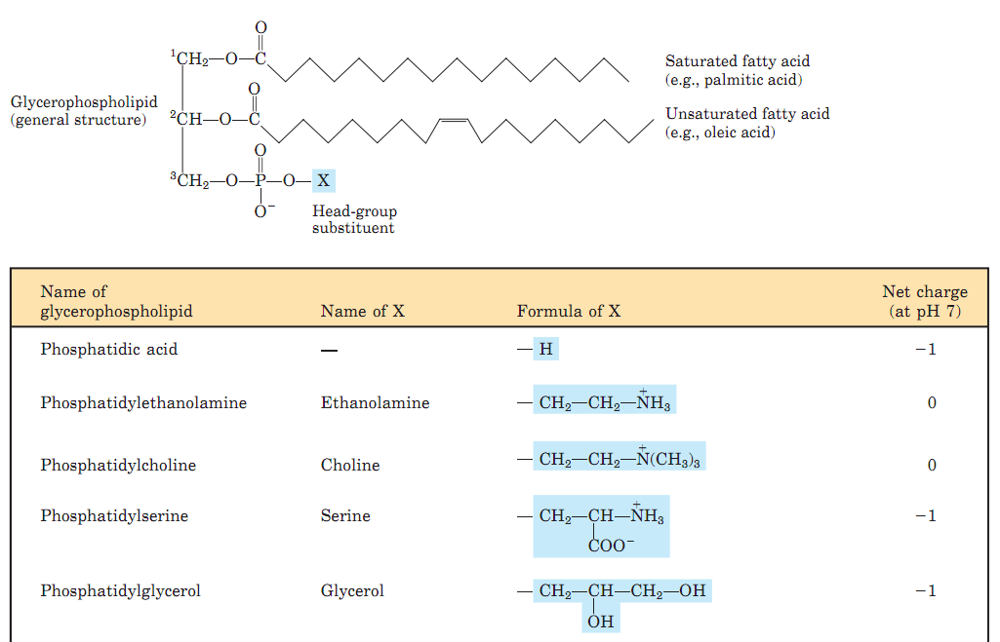 O
¹CH₂—O—C
Saturated fatty acid
(e.g., palmitic acid)
O
Glycerophospholipid
(general structure)
²CH—O—C
Unsaturated fatty acid
(e.g., oleic acid)
O
³CH₂—O—P—O—X
O⁻
Head-group
substituent
Name of
glycerophospholipid
Name of X
Formula of X
Net charge
(at pH 7)
Phosphatidic acid — — H −1
Phosphatidylethanolamine Ethanolamine — CH₂—CH₂—N⁺H₃ 0
Phosphatidylcholine Choline — CH₂—CH₂—N⁺(CH₃)₃ 0
Phosphatidylserine Serine — CH₂—CH—N⁺H₃ −1
COO⁻
Phosphatidylglycerol Glycerol — CH₂—CH—CH₂—OH −1
OH